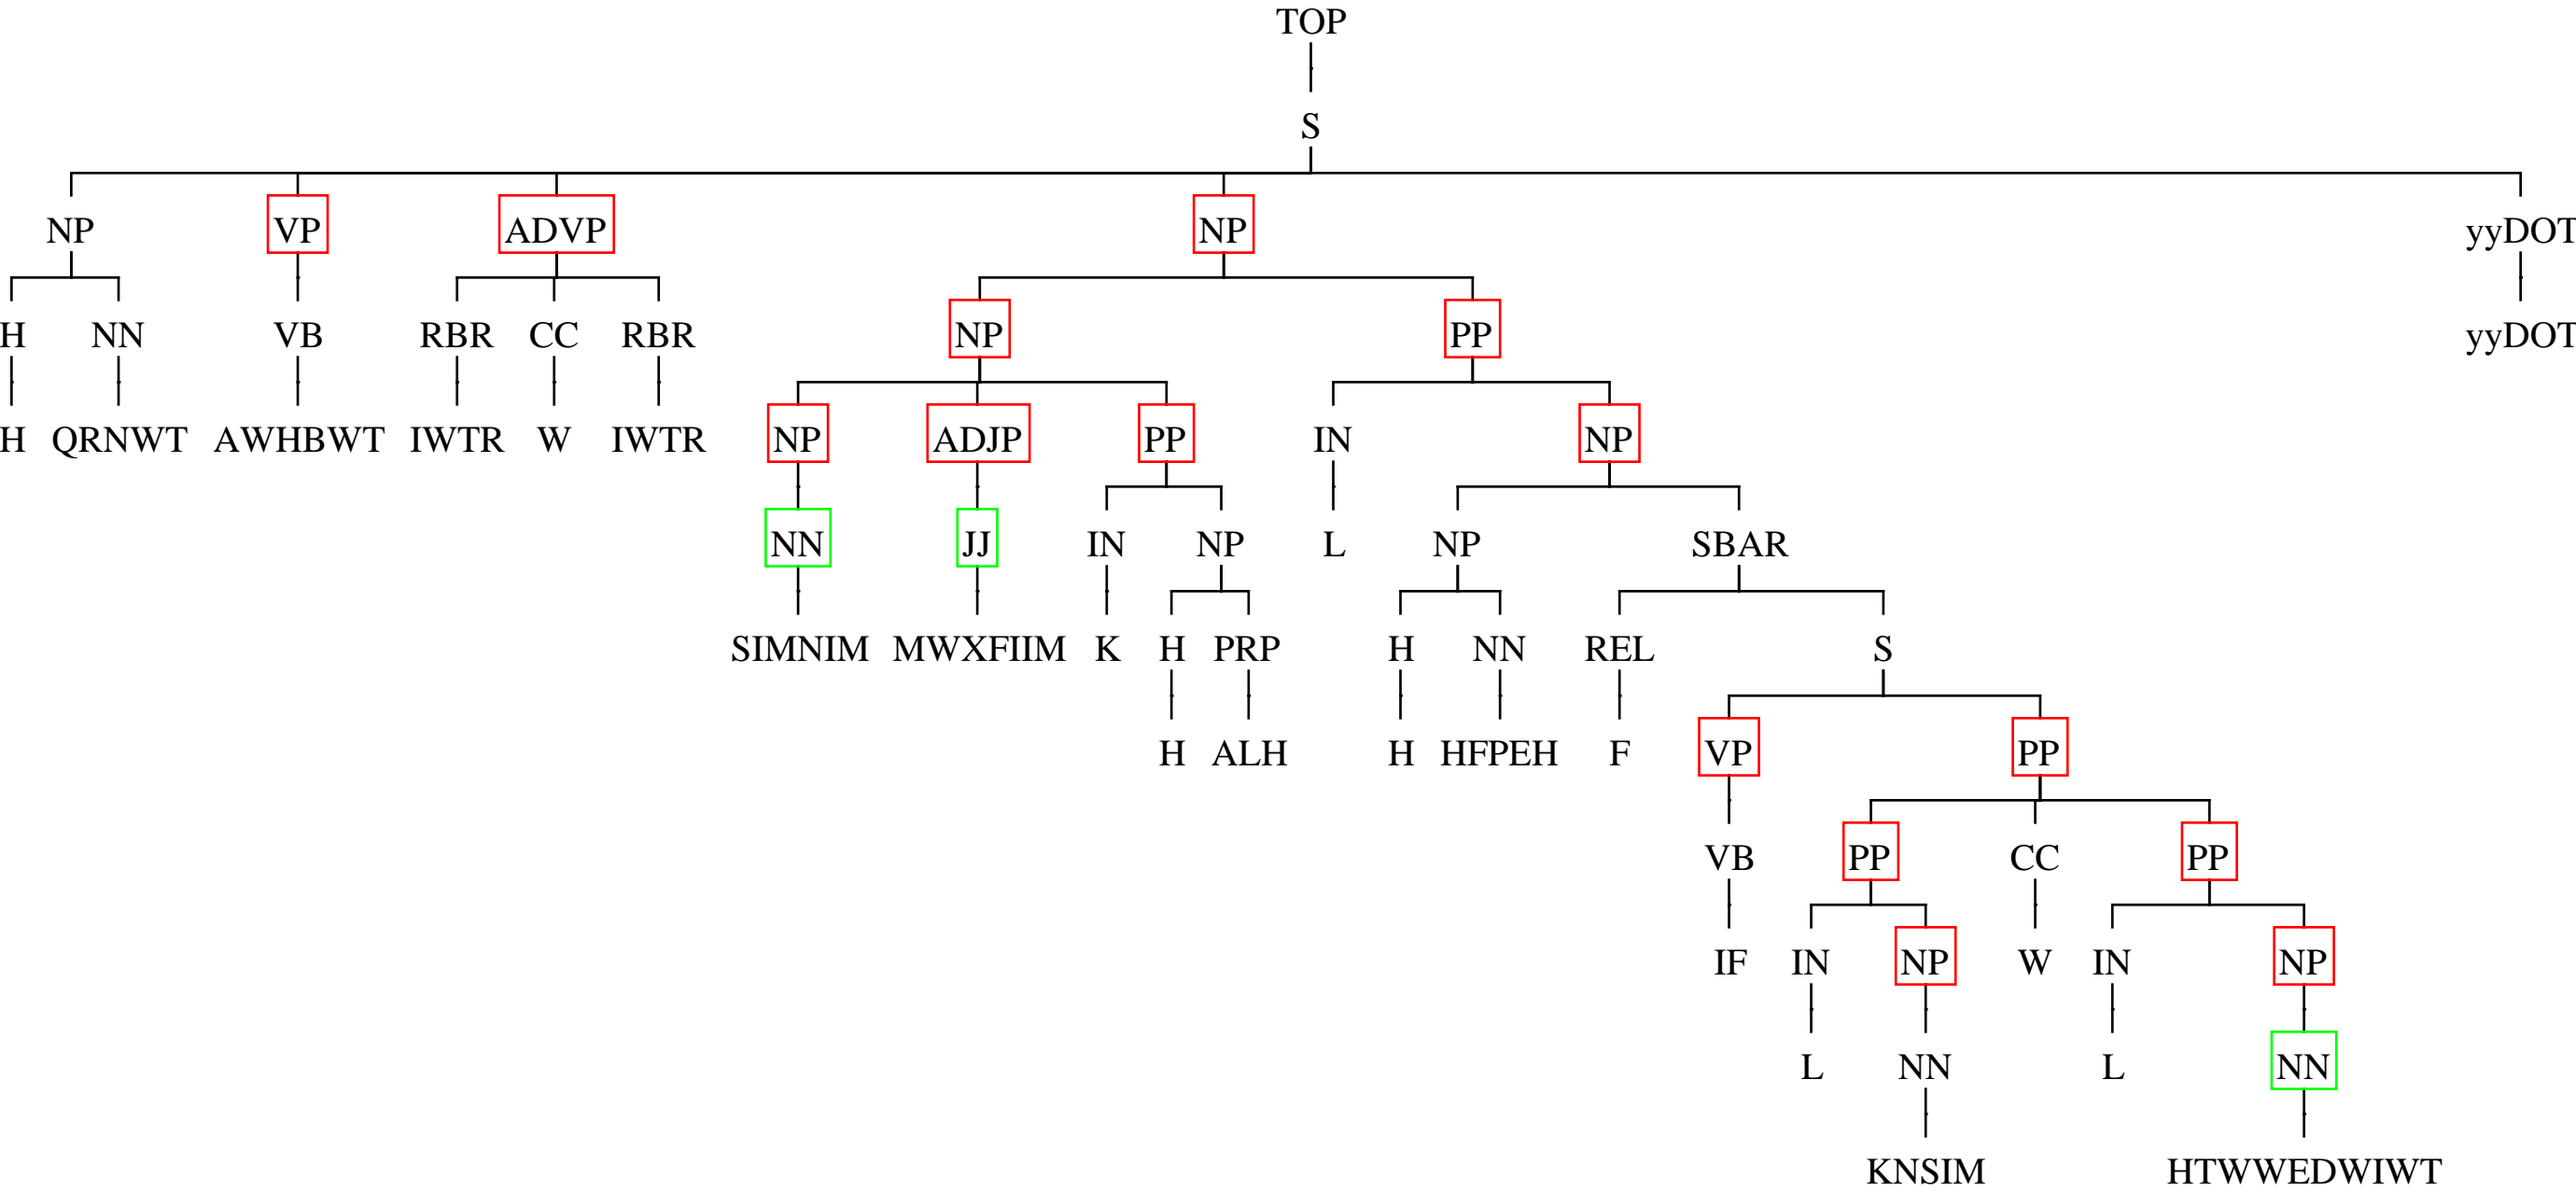 TOP
S
NP VP ADVP NP yyDOT
H NN VB RBR CC RBR NP PP yyDOT
H QRNWT AWHBWT IWTR W IWTR NP ADJP PP IN NP
NN JJ IN NP L NP SBAR
SIMNIM MWXFIIM K H PRP H NN REL S
H ALH H HFPEH F VP PP
VB PP CC PP
IF IN NP W IN NP
L NN L NN
KNSIM HTWWEDWIWT